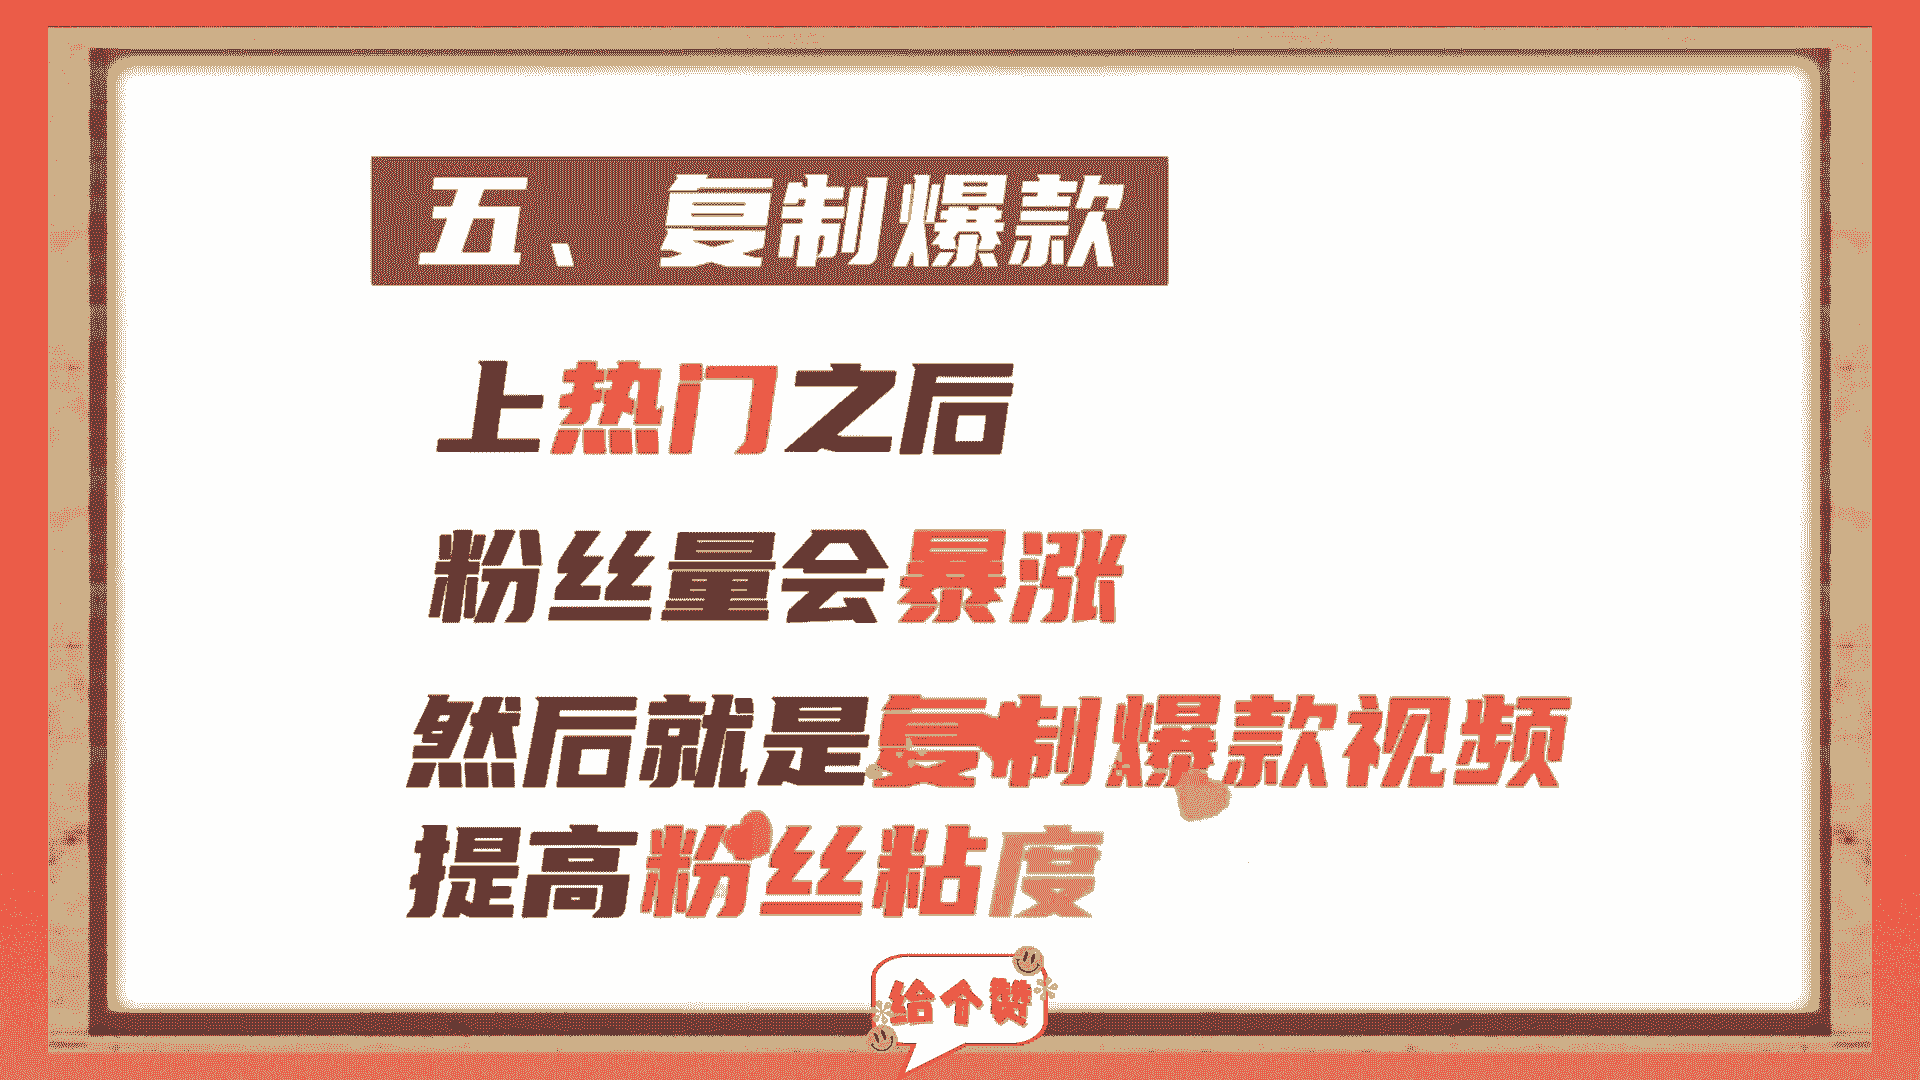 五、复制爆款
上热门之后
粉丝量会暴涨
然后就是复制爆款视频
提高粉丝粘度
给个赞